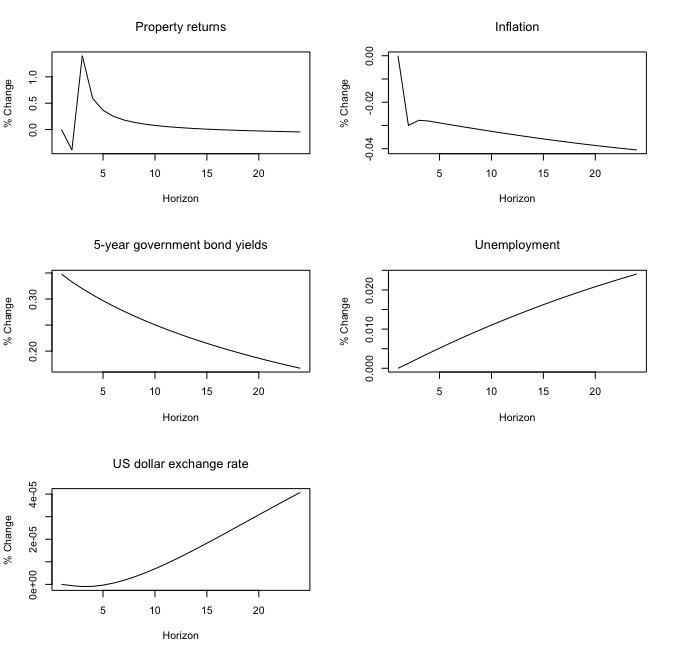 Property returns
% Change
0.0 0.5 1.0
5 10 15 20
Horizon
Inflation
% Change
-0.04 -0.02 0.00
5 10 15 20
Horizon
5-year government bond yields
% Change
0.20 0.30
5 10 15 20
Horizon
Unemployment
% Change
0.000 0.010 0.020
5 10 15 20
Horizon
US dollar exchange rate
% Change
0e+00 2e-05 4e-05
5 10 15 20
Horizon